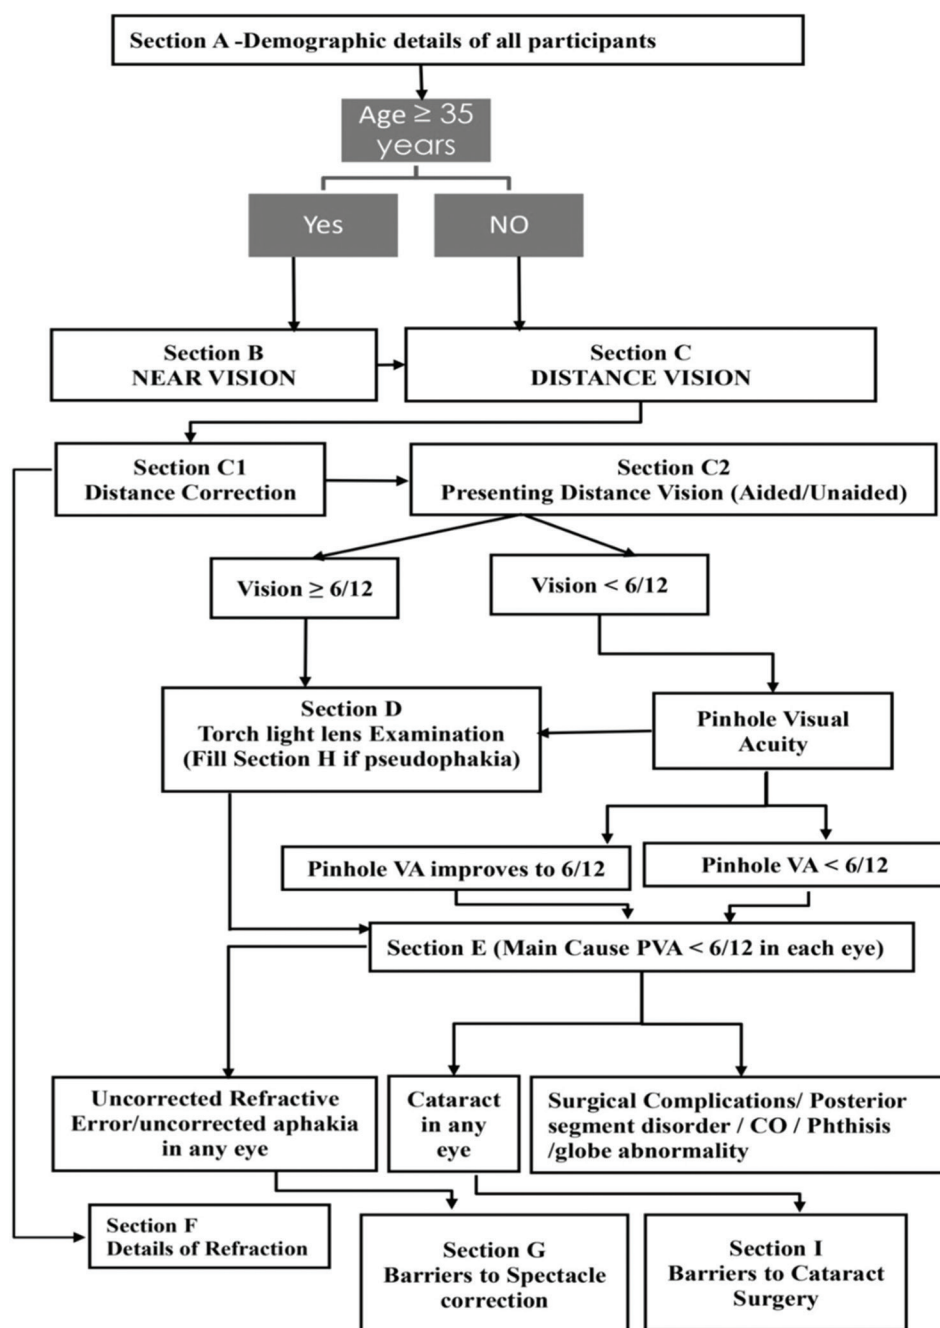 Section A -Demographic details of all participants
Age ≥ 35
years
Yes
NO
Section B
NEAR VISION
Section C
DISTANCE VISION
Section C1
Distance Correction
Section C2
Presenting Distance Vision (Aided/Unaided)
Vision ≥ 6/12
Vision < 6/12
Section D
Torch light lens Examination
(Fill Section H if pseudophakia)
Pinhole Visual
Acuity
Pinhole VA improves to 6/12
Pinhole VA < 6/12
Section E (Main Cause PVA < 6/12 in each eye)
Uncorrected Refractive
Error/uncorrected aphakia
in any eye
Cataract
in any
eye
Surgical Complications/ Posterior
segment disorder / CO / Phthisis
/globe abnormality
Section F
Details of Refraction
Section G
Barriers to Spectacle
correction
Section I
Barriers to Cataract
Surgery